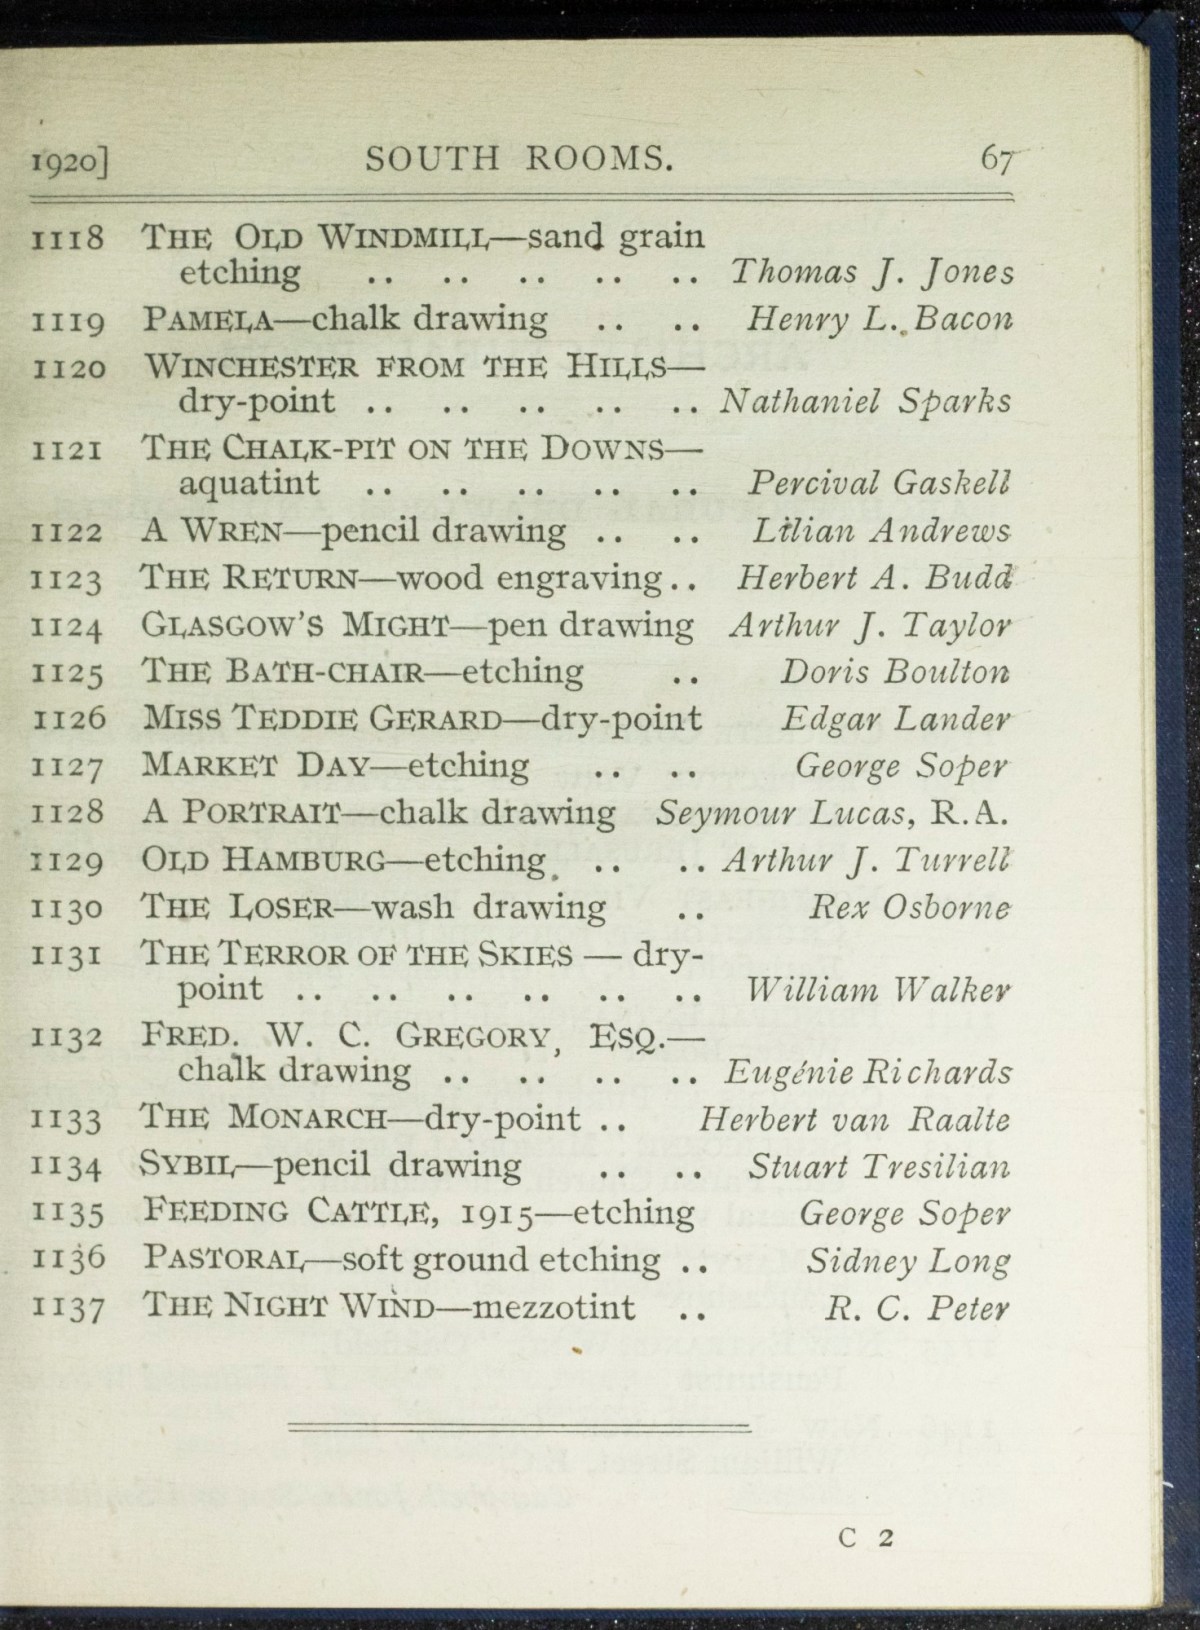 1920] SOUTH ROOMS. 67
1118 THE OLD WINDMILL—sand grain
etching .. .. .. .. .. Thomas J. Jones
1119 PAMELA—chalk drawing .. .. Henry L. Bacon
1120 WINCHESTER FROM THE HILLS—
dry-point .. .. .. .. .. Nathaniel Sparks
1121 THE CHALK-PIT ON THE DOWNS—
aquatint .. .. .. .. .. Percival Gaskell
1122 A WREN—pencil drawing .. .. Lilian Andrews
1123 THE RETURN—wood engraving .. Herbert A. Budd
1124 GLASGOW'S MIGHT—pen drawing Arthur J. Taylor
1125 THE BATH-CHAIR—etching .. Doris Boulton
1126 MISS TEDDIE GERARD—dry-point Edgar Lander
1127 MARKET DAY—etching .. .. George Soper
1128 A PORTRAIT—chalk drawing Seymour Lucas, R.A.
1129 OLD HAMBURG—etching .. .. Arthur J. Turrell
1130 THE LOSER—wash drawing .. Rex Osborne
1131 THE TERROR OF THE SKIES — dry-
point .. .. .. .. .. .. William Walker
1132 FRED. W. C. GREGORY, ESQ.—
chalk drawing .. .. .. .. Eugénie Richards
1133 THE MONARCH—dry-point .. Herbert van Raalte
1134 SYBIL—pencil drawing .. .. Stuart Tresilian
1135 FEEDING CATTLE, 1915—etching George Soper
1136 PASTORAL—soft ground etching .. Sidney Long
1137 THE NIGHT WIND—mezzotint .. R. C. Peter
C 2